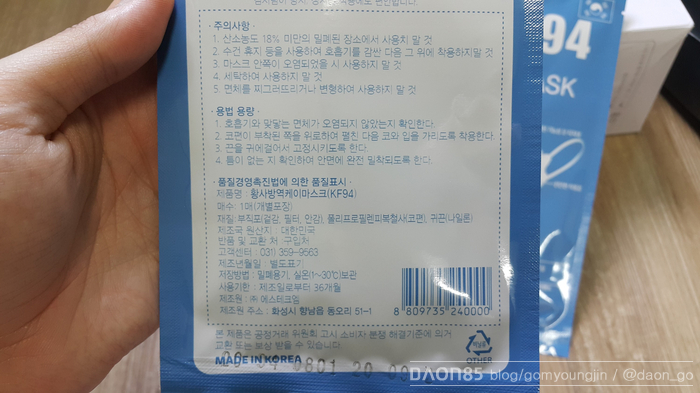 · 주의사항 ·
1. 산소농도 18% 미만의 밀폐된 장소에서 사용치 말 것
2. 수건 휴지 등을 사용하여 호흡기를 감싼 다음 그 위에 착용하지말 것
3. 마스크 안쪽이 오염되었을 시 사용하지 말 것
4. 세탁하여 사용하지 말 것
5. 면체를 찌그러뜨리거나 변형하여 사용하지 말 것
· 용법 용량 ·
1. 호흡기와 맞닿는 면체가 오염되지 않았는지 확인한다.
2. 코편이 부착된 쪽을 위로하여 펼친 다음 코와 입을 가리도록 착용한다
3. 끈을 귀에걸어서 고정시키도록 한다.
4. 틈이 없는 지 확인하여 안면에 완전 밀착되도록 한다.
· 품질경영촉진법에 의한 품질표시 ·
제품명 : 황사방역케이마스크(KF94)
매수 : 1매(개별포장)
재질 : 부직포(겉감, 필터, 안감), 폴리프로필렌피복철사(코편), 귀끈(나일론)
제조국 원산지 : 대한민국
반품 및 교환 처 : 구입처
고객센터 : 031) 359-9563
제조년월일 : 별도표기
저장방법 : 밀폐용기, 실온(1~30℃)보관
사용기한 : 제조일로부터 36개월
제조원 : ㈜ 에스테크엠
제조원 주소 : 화성시 향남읍 동오리 51-1
8 809735 240000
본 제품은 공정거래 위원회 고시 소비자 분쟁 해결기준에 의거
교환 또는 보상 받을 수 있습니다.
MADE IN KOREA
OTHER
94
ASK
DAON85 blog/gomyoungjin / @daon_go